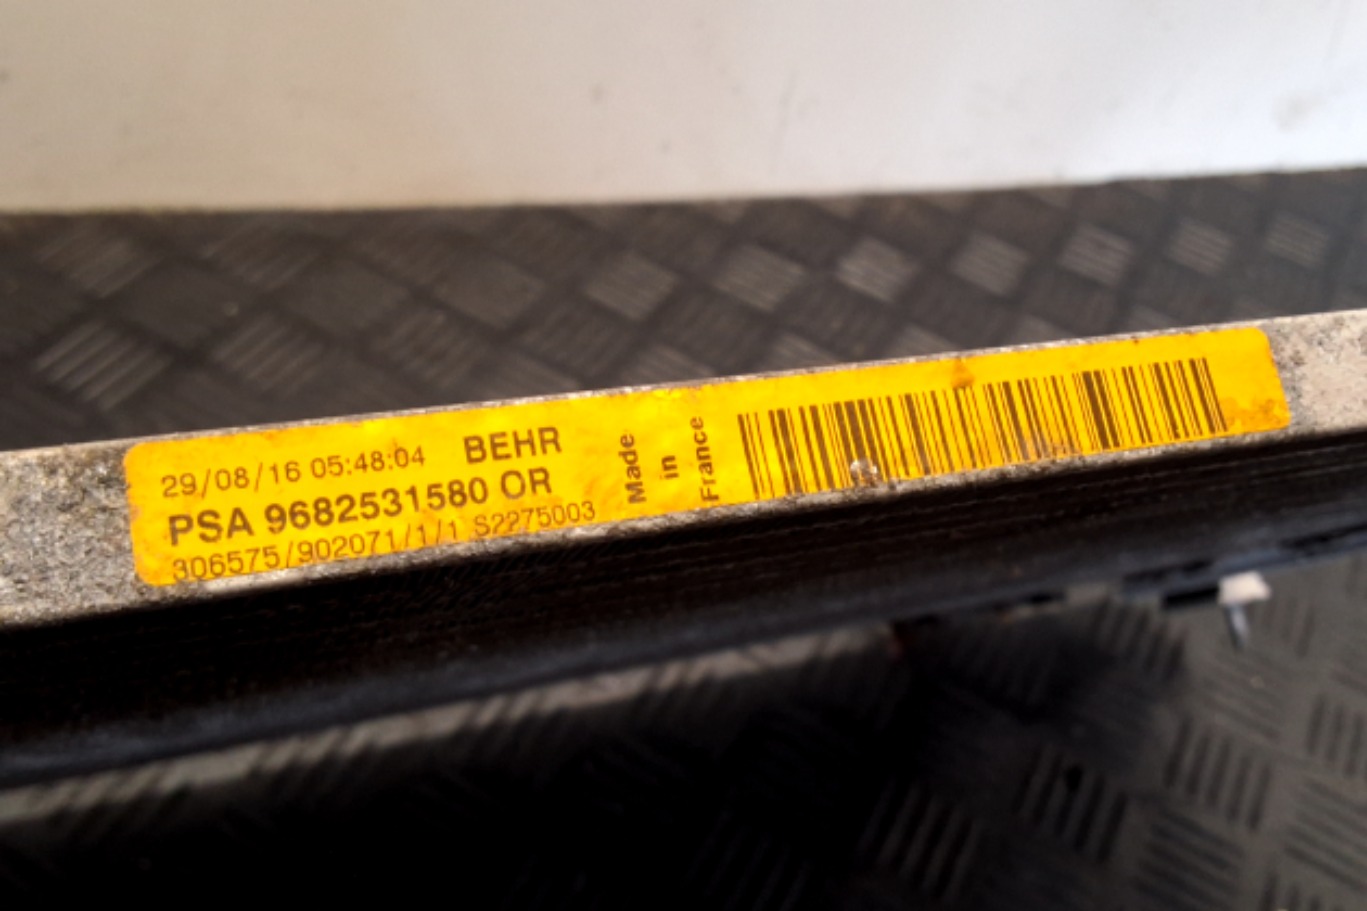 29/08/16 05:48:04 BEHR
PSA 9682531580 OR
306575/902071/1/1 S2275003
Made
in
France